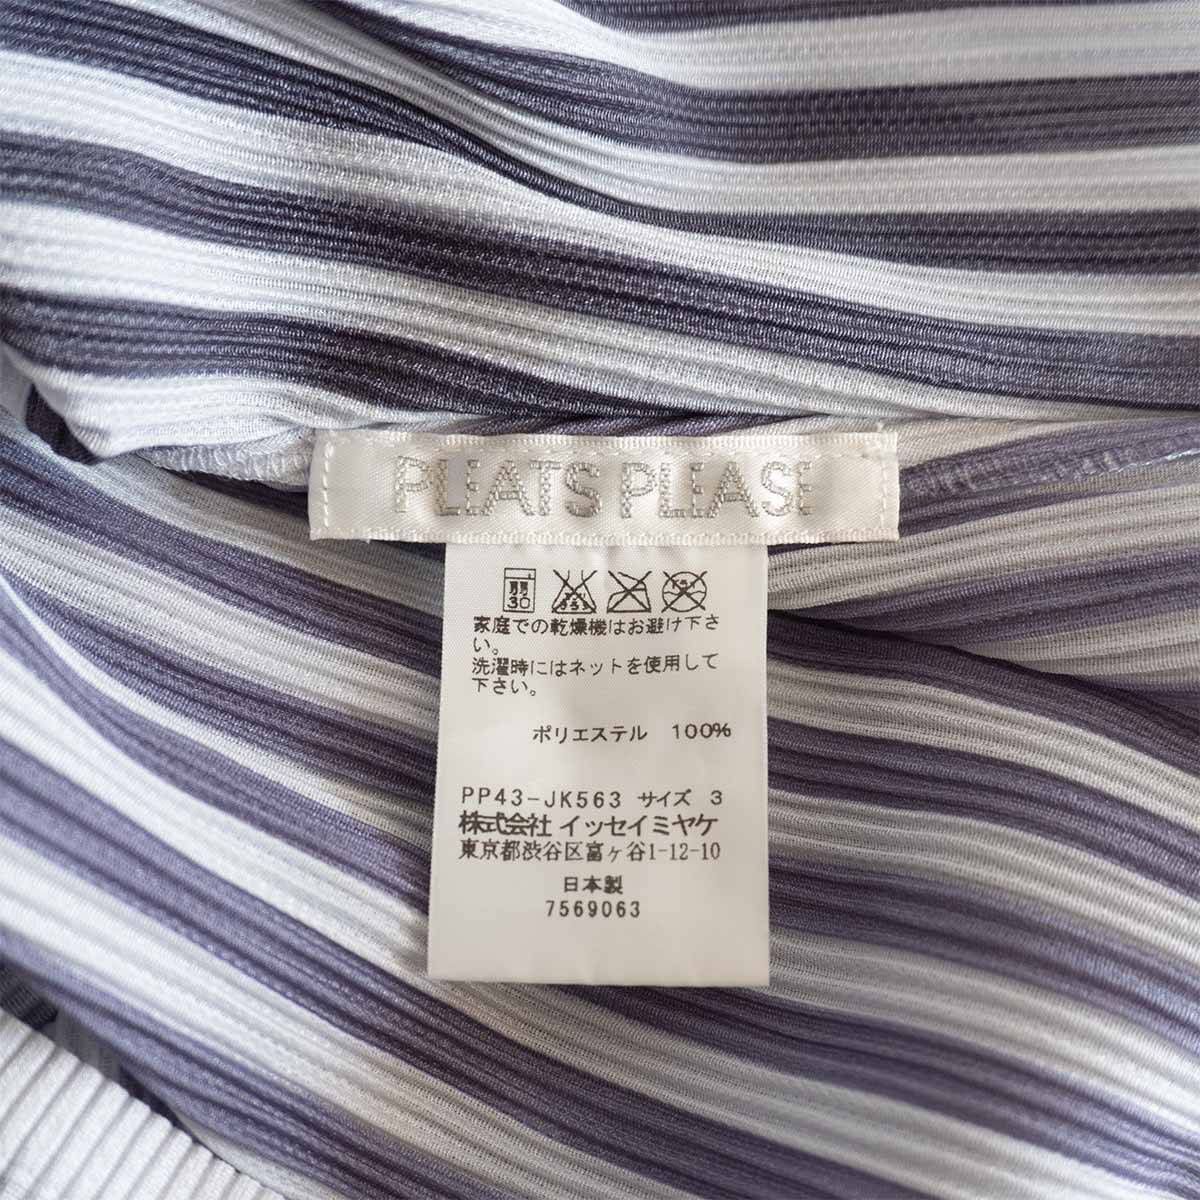 PLEATS PLEASE
30
家庭での乾燥機はお避け下さ
い。
洗濯時にはネットを使用して
下さい。
ポリエステル 100%
PP43-JK563 サイズ 3
株式会社 イッセイミヤケ
東京都渋谷区富ヶ谷1-12-10
日本製
7569063